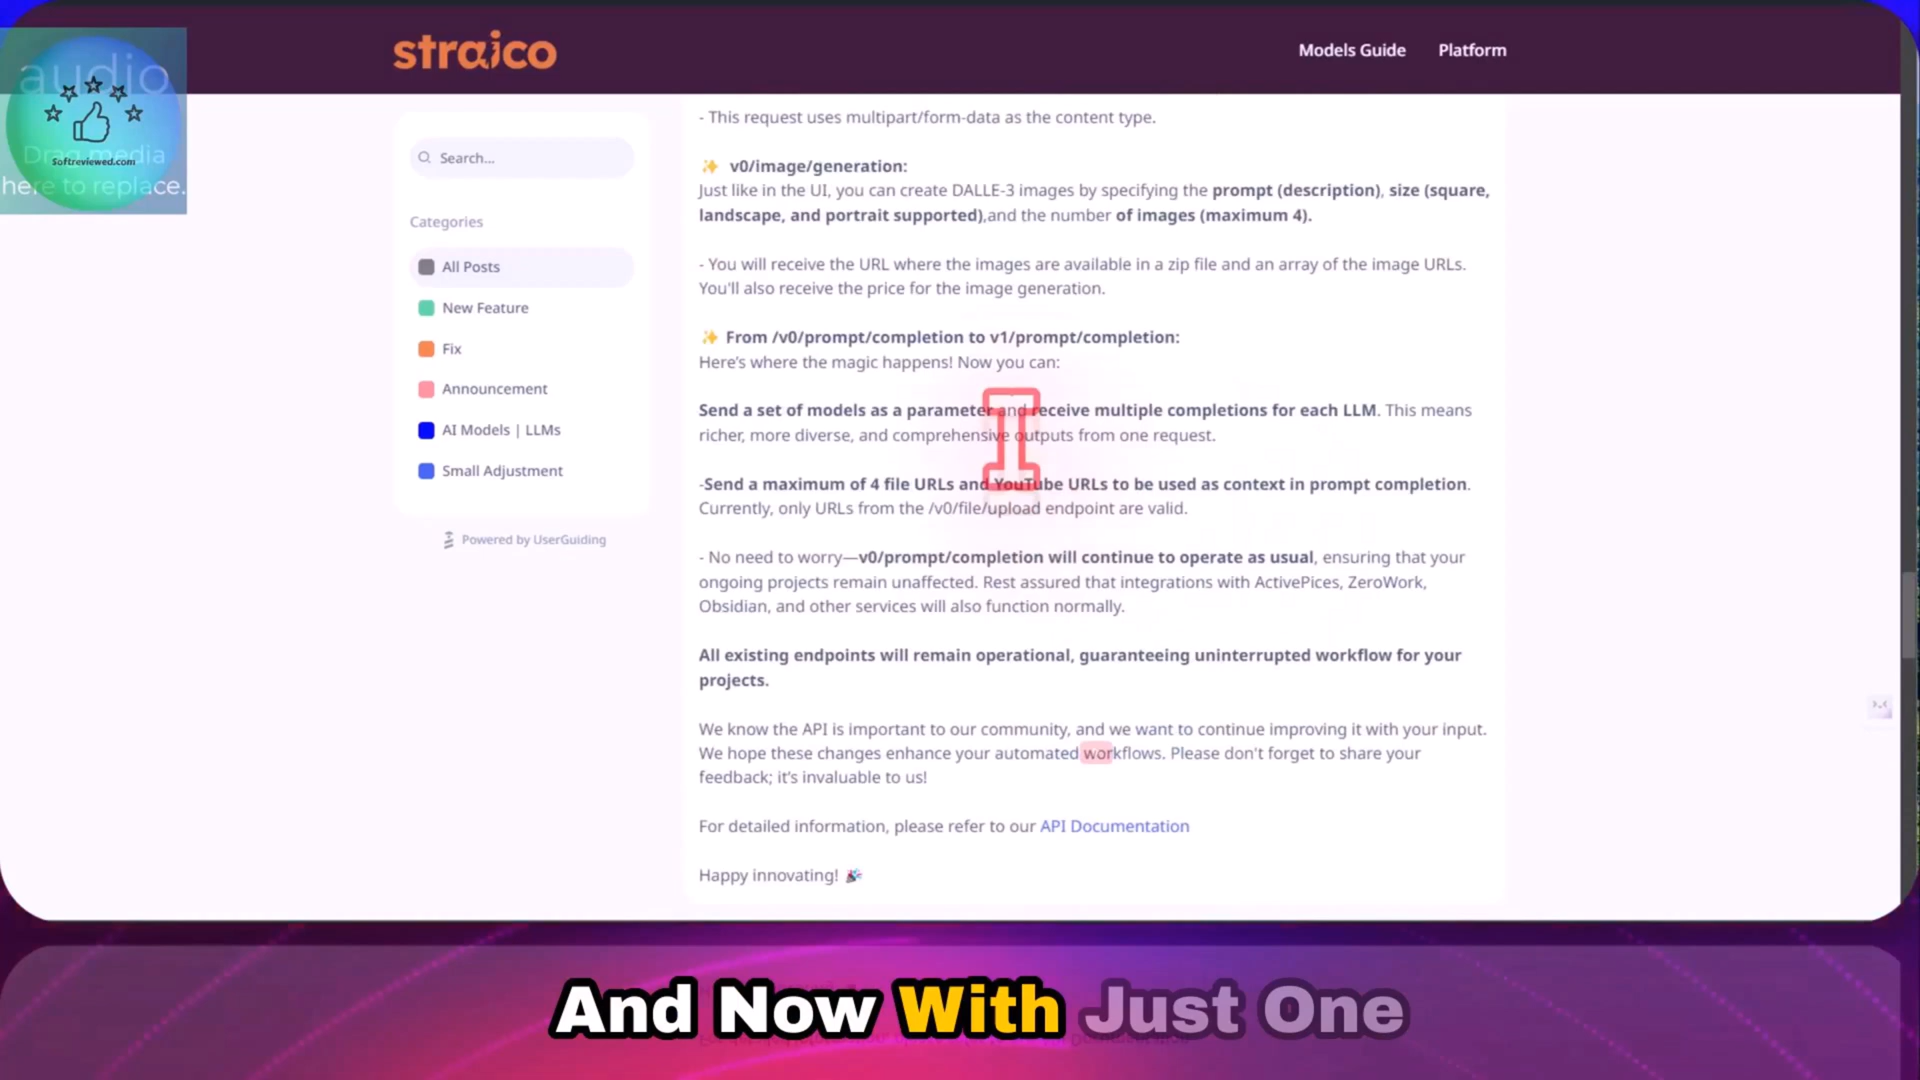 straico
Models Guide
Platform
audio
Softreviewed.com
Drag media
here to replace.
Search...
Categories
All Posts
New Feature
Fix
Announcement
AI Models | LLMs
Small Adjustment
Powered by UserGuiding
- This request uses multipart/form-data as the content type.
✨ v0/image/generation:
Just like in the UI, you can create DALLE-3 images by specifying the prompt (description), size (square,
landscape, and portrait supported),and the number of images (maximum 4).
- You will receive the URL where the images are available in a zip file and an array of the image URLs.
You'll also receive the price for the image generation.
✨ From /v0/prompt/completion to v1/prompt/completion:
Here's where the magic happens! Now you can:
Send a set of models as a parameter and receive multiple completions for each LLM. This means
richer, more diverse, and comprehensive outputs from one request.
-Send a maximum of 4 file URLs and YouTube URLs to be used as context in prompt completion.
Currently, only URLs from the /v0/file/upload endpoint are valid.
- No need to worry—v0/prompt/completion will continue to operate as usual, ensuring that your
ongoing projects remain unaffected. Rest assured that integrations with ActivePices, ZeroWork,
Obsidian, and other services will also function normally.
All existing endpoints will remain operational, guaranteeing uninterrupted workflow for your
projects.
We know the API is important to our community, and we want to continue improving it with your input.
We hope these changes enhance your automated workflows. Please don't forget to share your
feedback; it's invaluable to us!
For detailed information, please refer to our API Documentation
Happy innovating! 🎉
And Now With Just One